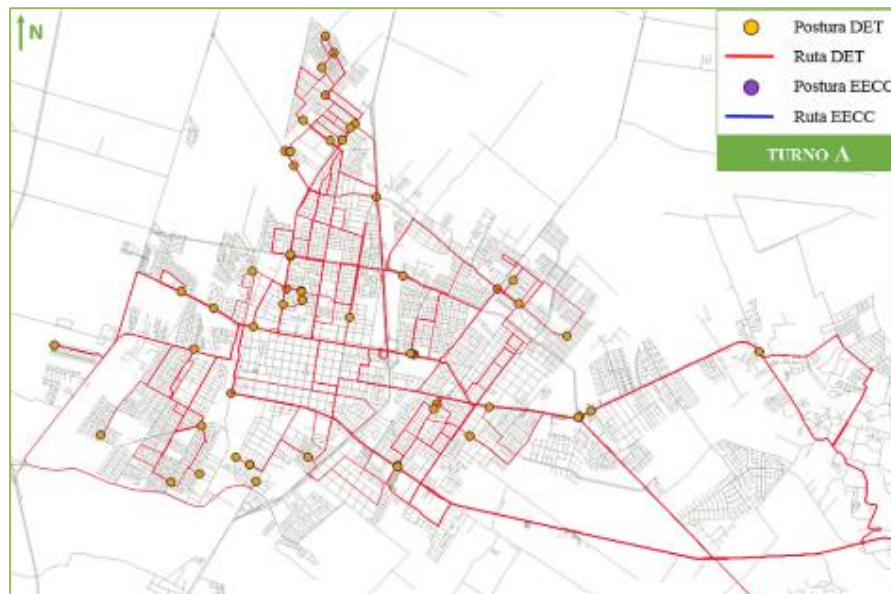 N
Postura DET
Ruta DET
Postura EECC
Ruta EECC
TURNO A